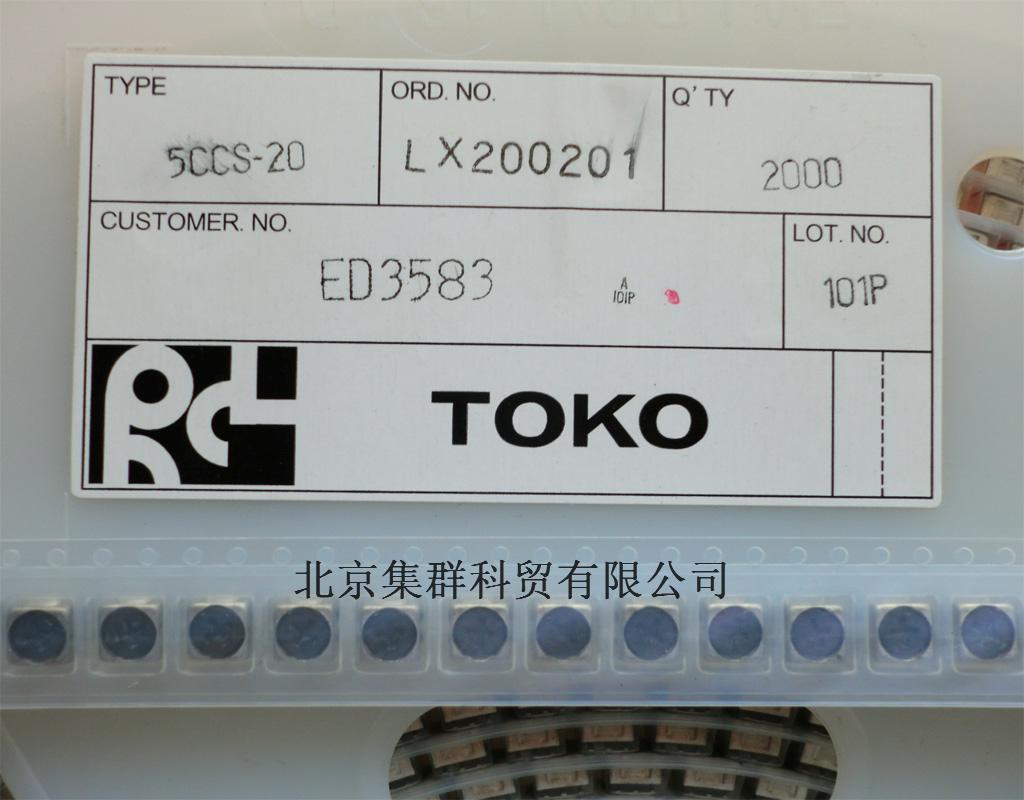 TYPE
5CCS-20
ORD. NO.
LX200201
Q'TY
2000
CUSTOMER. NO.
ED3583
A
101P
LOT. NO.
101P
TOKO
北京集群科贸有限公司